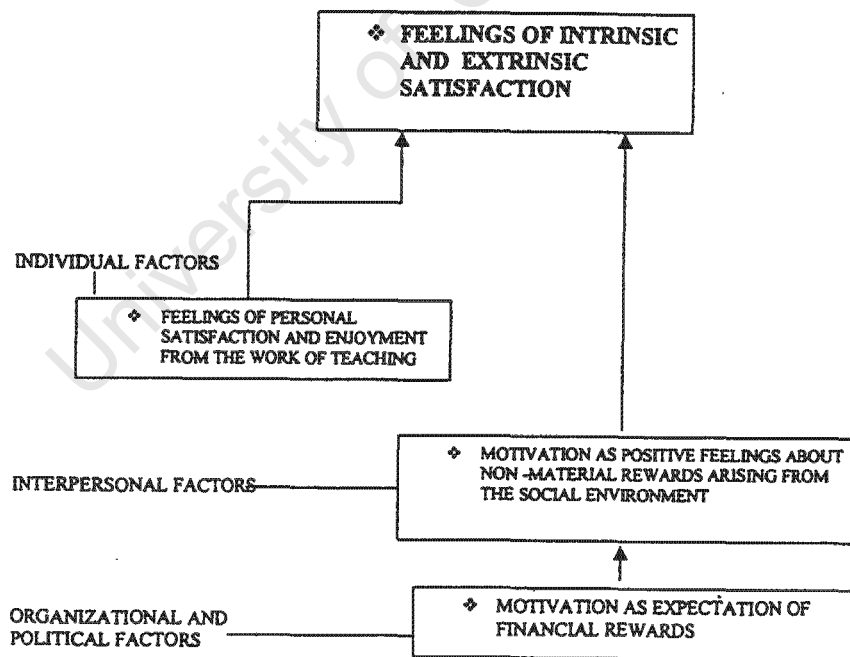 ❖ FEELINGS OF INTRINSIC
AND EXTRINSIC
SATISFACTION
INDIVIDUAL FACTORS
❖ FEELINGS OF PERSONAL
SATISFACTION AND ENJOYMENT
FROM THE WORK OF TEACHING
❖ MOTIVATION AS POSITIVE FEELINGS ABOUT
NON -MATERIAL REWARDS ARISING FROM
THE SOCIAL ENVIRONMENT
INTERPERSONAL FACTORS
❖ MOTIVATION AS EXPECTATION OF
FINANCIAL REWARDS
ORGANIZATIONAL AND
POLITICAL FACTORS
University of